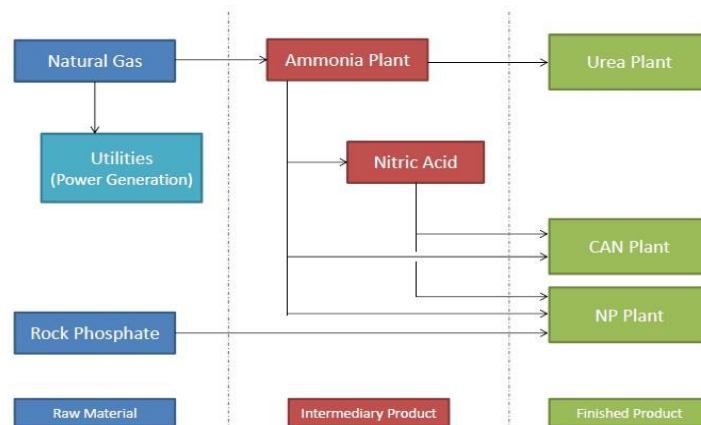 Natural Gas
Ammonia Plant
Urea Plant
Utilities
(Power Generation)
Nitric Acid
CAN Plant
NP Plant
Rock Phosphate
Raw Material
Intermediary Product
Finished Product